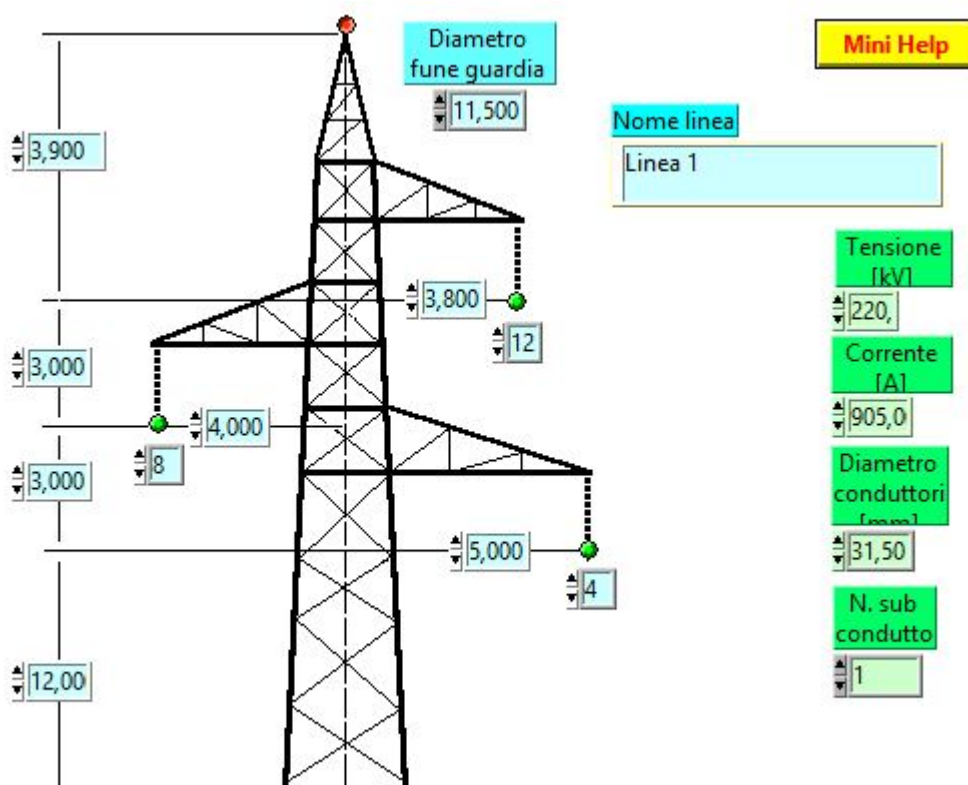 Diametro
fune guardia
11,500
Mini Help
Nome linea
Linea 1
3,900
Tensione
[kV]
220,
3,800
12
Corrente
[A]
905,0
3,000
4,000
8
Diametro
conduttori
[mm]
31,50
3,000
5,000
4
N. sub
condutto
1
12,00